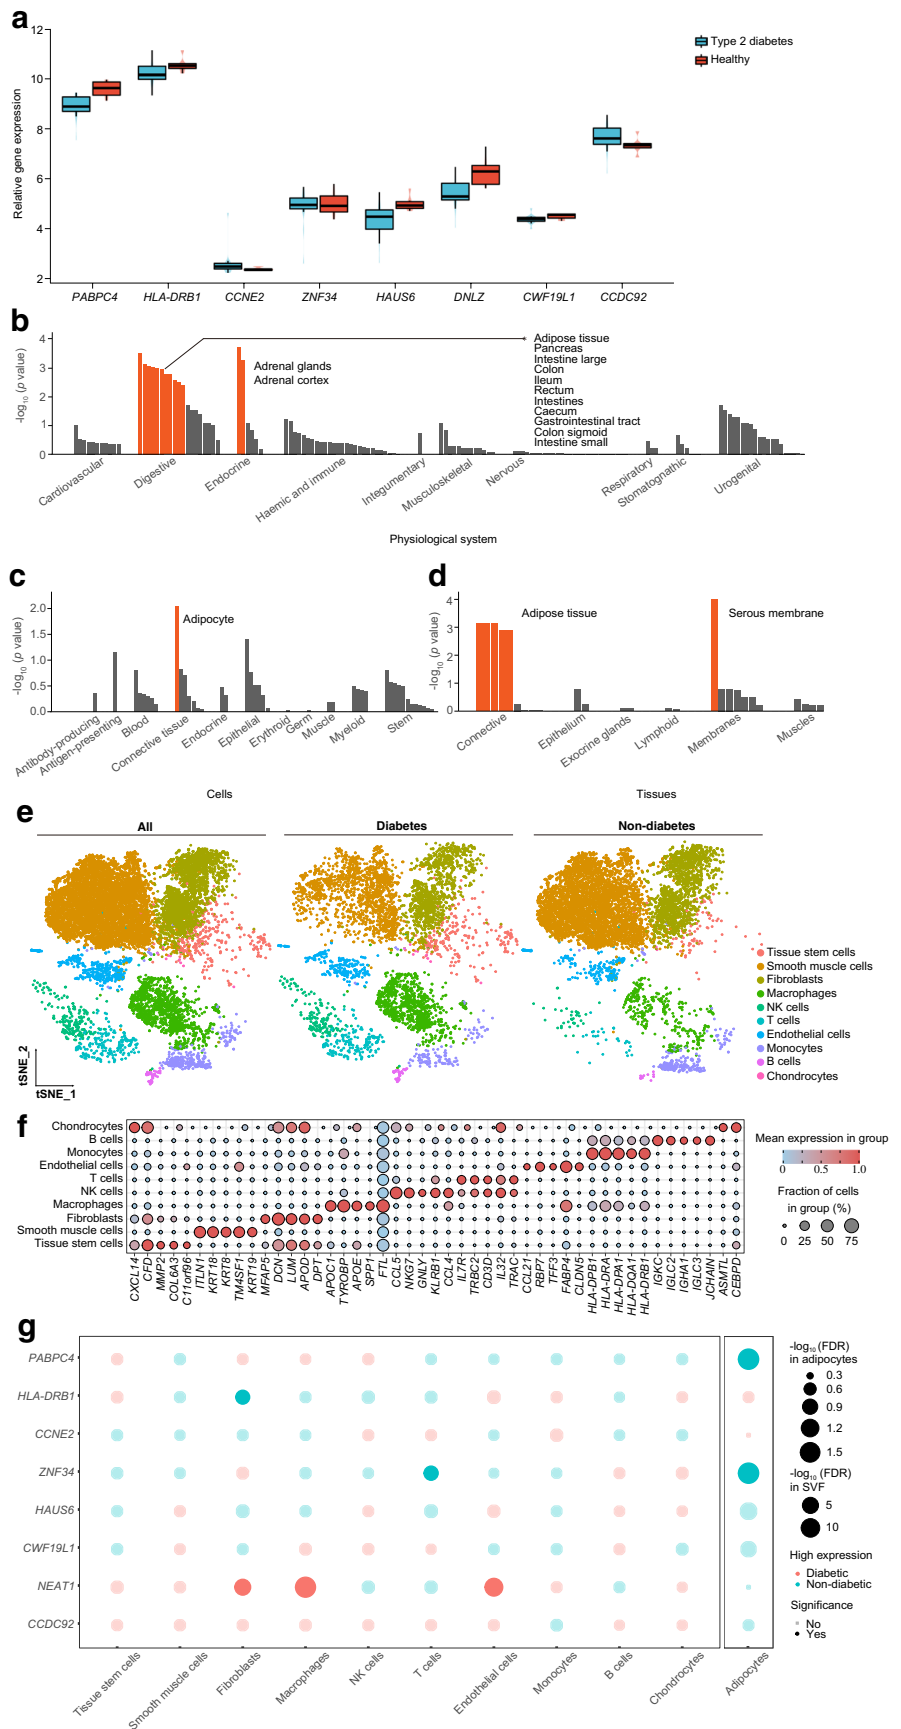 a
12
10
8
6
4
2
Relative gene expression
PABPC4
HLA-DRB1
CCNE2
ZNF34
HAUS6
DNLZ
CWF19L1
CCDC92
Type 2 diabetes
Healthy
b
4
3
2
1
0
-log10 (p value)
Adrenal glands
Adrenal cortex
Adipose tissue
Pancreas
Intestine large
Colon
Ileum
Rectum
Intestines
Caecum
Gastrointestinal tract
Colon sigmoid
Intestine small
Cardiovascular
Digestive
Endocrine
Haemic and immune
Integumentary
Musculoskeletal
Nervous
Respiratory
Stomatognathic
Urogenital
Physiological system
c
2.0
1.5
1.0
0.5
0.0
-log10 (p value)
Adipocyte
Antibody-producing
Antigen-presenting
Blood
Connective tissue
Endocrine
Epithelial
Erythroid
Germ
Muscle
Myeloid
Stem
Cells
d
4
3
2
1
0
-log10 (p value)
Adipose tissue
Serous membrane
Connective
Epithelium
Exocrine glands
Lymphoid
Membranes
Muscles
Tissues
e
All
Diabetes
Non-diabetes
tSNE_2
tSNE_1
Tissue stem cells
Smooth muscle cells
Fibroblasts
Macrophages
NK cells
T cells
Endothelial cells
Monocytes
B cells
Chondrocytes
f
Chondrocytes
B cells
Monocytes
Endothelial cells
T cells
NK cells
Macrophages
Fibroblasts
Smooth muscle cells
Tissue stem cells
CXCL14
CFD
MMP2
COL6A3
C11orf96
ITLN1
KRT18
KRT8
TM4SF1
KRT19
MFAP5
DCN
LUM
APOD
DPT
APOC1
TYROBP
APOE
SPP1
FTL
CCL5
NKG7
GNLY
KLRB1
CCL4
IL7R
TRBC2
CD3D
IL32
TRAC
CCL21
RBP7
TFF3
FABP4
CLDN5
HLA-DPB1
HLA-DRA
HLA-DPA1
HLA-DQA1
HLA-DRB1
IGKC
IGLC2
IGHA1
IGLC3
JCHAIN
ASMTL
CEBPD
Mean expression in group
0 0.5 1.0
Fraction of cells
in group (%)
0 25 50 75
g
PABPC4
HLA-DRB1
CCNE2
ZNF34
HAUS6
CWF19L1
NEAT1
CCDC92
Tissue stem cells
Smooth muscle cells
Fibroblasts
Macrophages
NK cells
T cells
Endothelial cells
Monocytes
B cells
Chondrocytes
Adipocytes
-log10 (FDR)
in adipocytes
0.3
0.6
0.9
1.2
1.5
-log10 (FDR)
in SVF
5
10
High expression
Diabetic
Non-diabetic
Significance
No
Yes